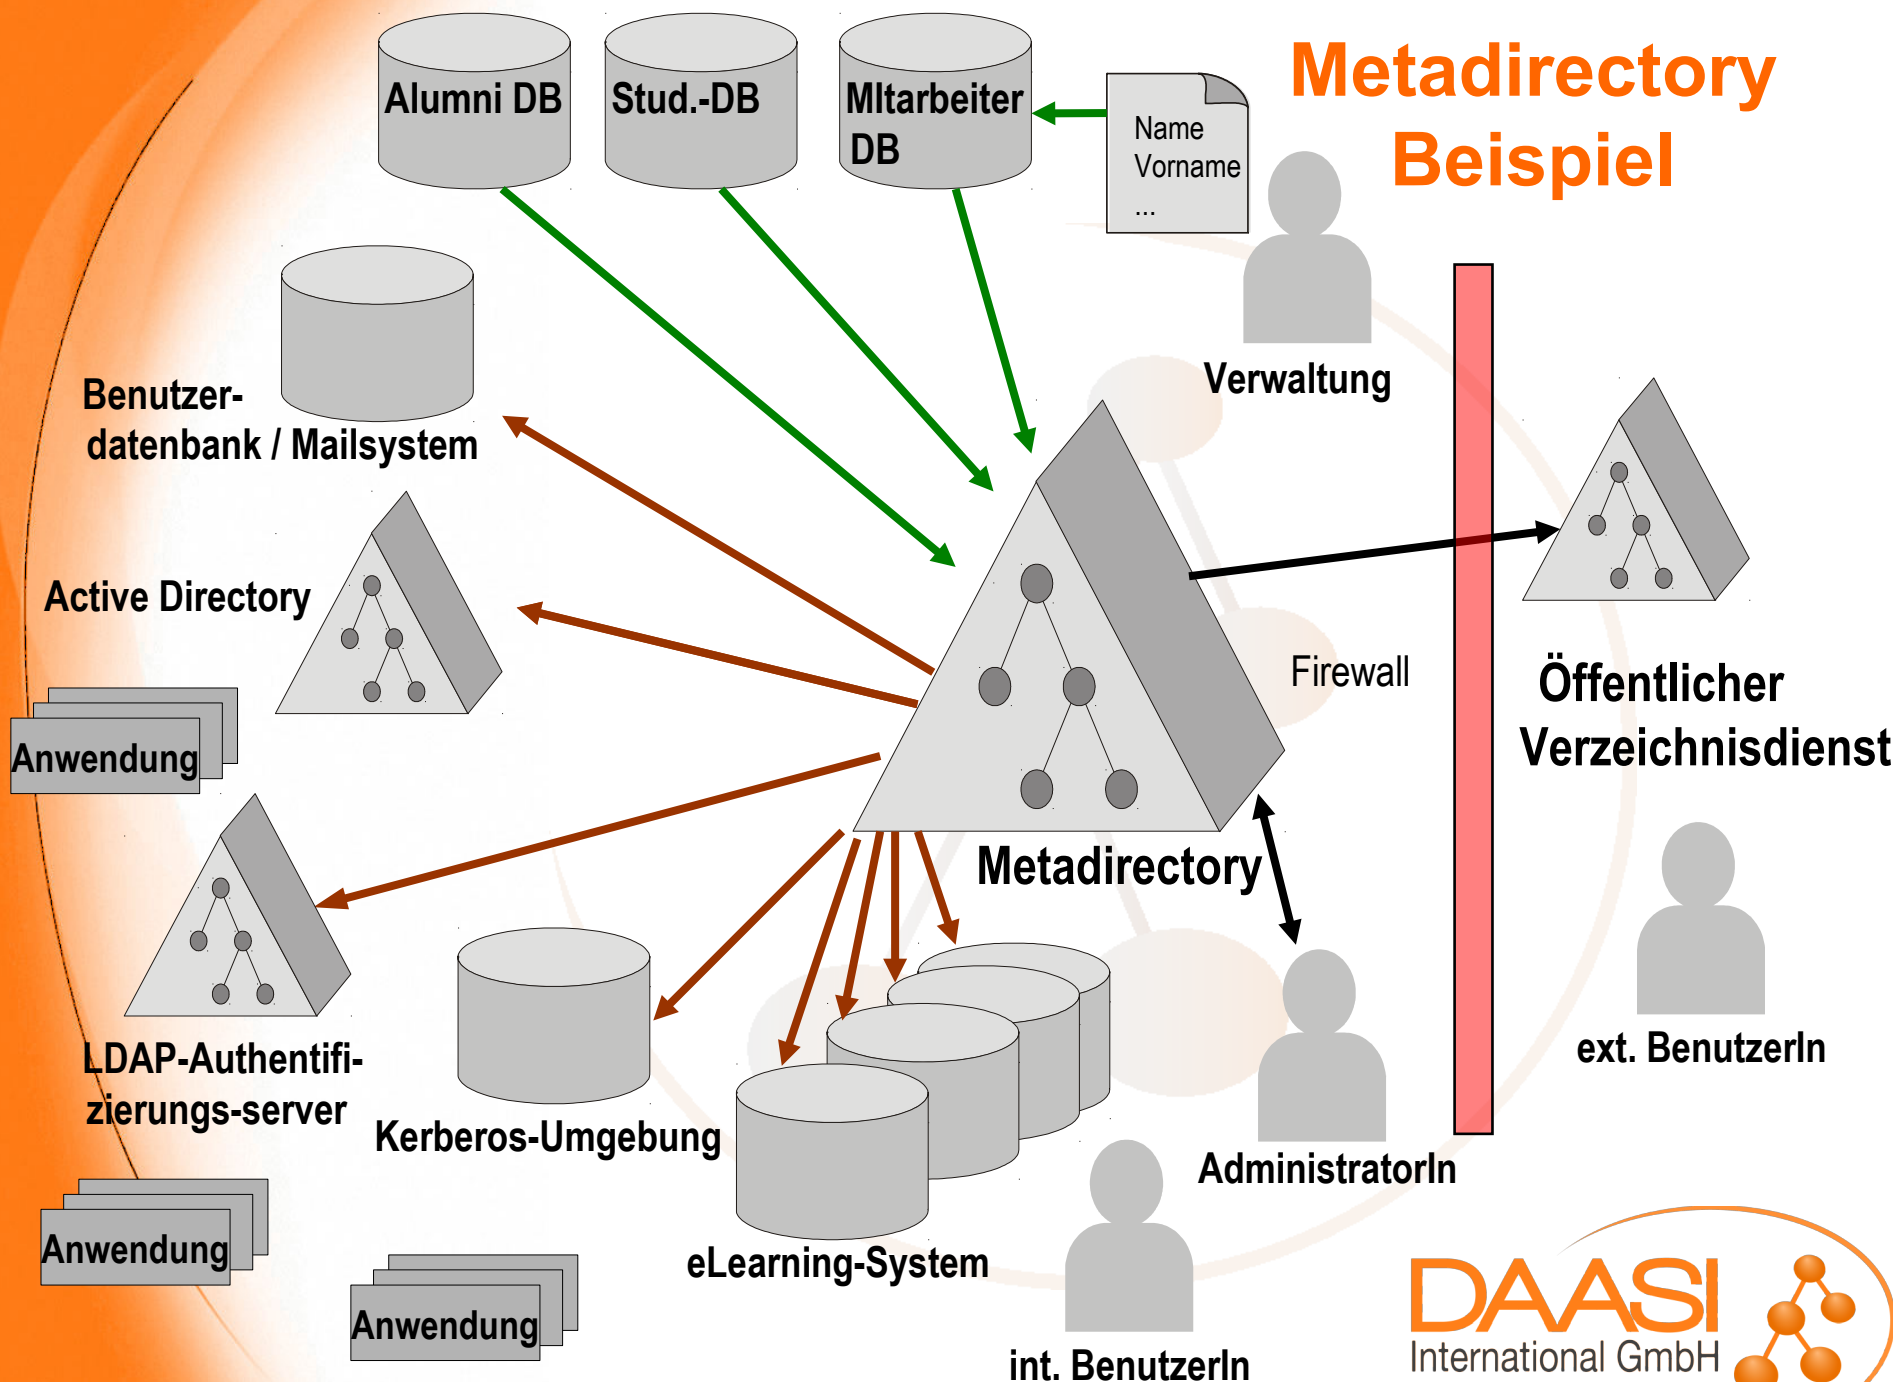 Metadirectory
Beispiel
Alumni DB
Stud.-DB
MItarbeiter
DB
Name
Vorname
...
Verwaltung
Benutzer-
datenbank / Mailsystem
Active Directory
Anwendung
Firewall
Öffentlicher
Verzeichnisdienst
Metadirectory
LDAP-Authentifi-
zierungs-server
Kerberos-Umgebung
eLearning-System
AdministratorIn
ext. BenutzerIn
Anwendung
Anwendung
int. BenutzerIn
DAASI
International GmbH